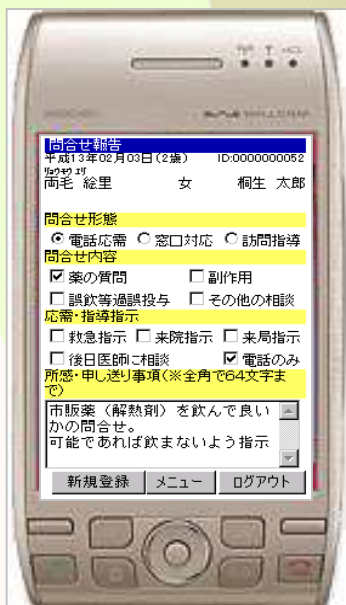 問合せ報告
平成13年02月03日(2歳) ID:0000000052
リョウモウ エリ
両毛 絵里 女 桐生 太郎
問合せ形態
電話応需 窓口対応 訪問指導
問合せ内容
薬の質問 副作用
誤飲等過誤投与 その他の相談
応需・指導指示
救急指示 来院指示 来局指示
後日医師に相談 電話のみ
所感・申し送り事項(※全角で64文字ま
で)
市販薬(解熱剤)を飲んで良い
かの問合せ。
可能であれば飲まないよう指示
新規登録 メニュー ログアウト